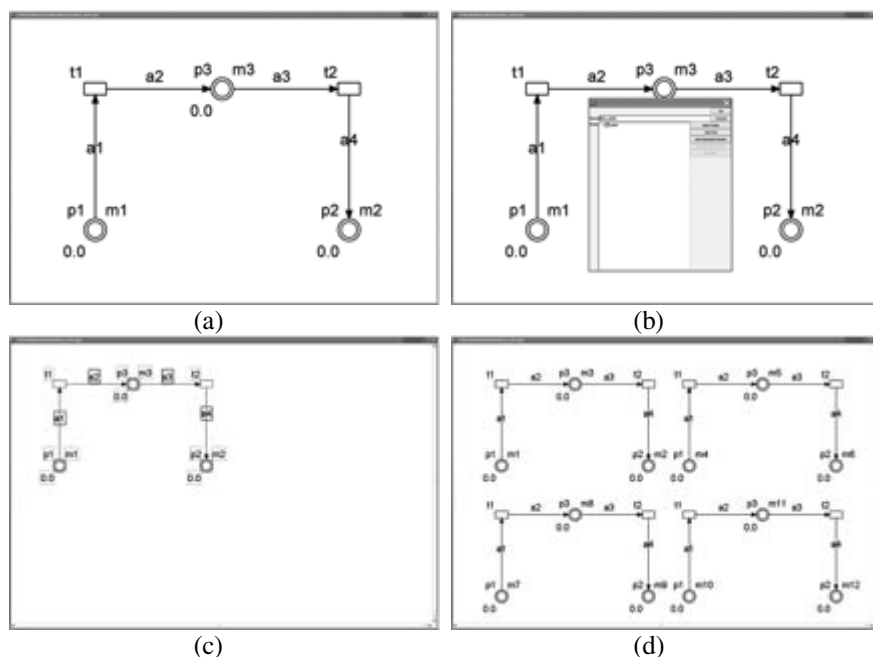 t1 a2 p3 m3 a3 t2
0.0
a1 a4
p1 m1 p2 m2
0.0 0.0
(a)
t1 a2 p3 m3 a3 t2
a1 a4
p1 m1 p2 m2
0.0 0.0
(b)
t1 a2 p3 m3 a3 t2
0.0
a1 a4
p1 m1 p2 m2
0.0 0.0
(c)
t1 a2 p3 m3 a3 t2
0.0
a1 a4
p1 m1 p2 m2
0.0 0.0
t1 a2 p3 m5 a3 t2
0.0
a1 a4
p1 m4 p2 m6
0.0 0.0
t1 a2 p3 m8 a3 t2
0.0
a1 a4
p1 m7 p2 m9
0.0 0.0
t1 a2 p3 m11 a3 t2
0.0
a1 a4
p1 m10 p2 m12
0.0 0.0
(d)